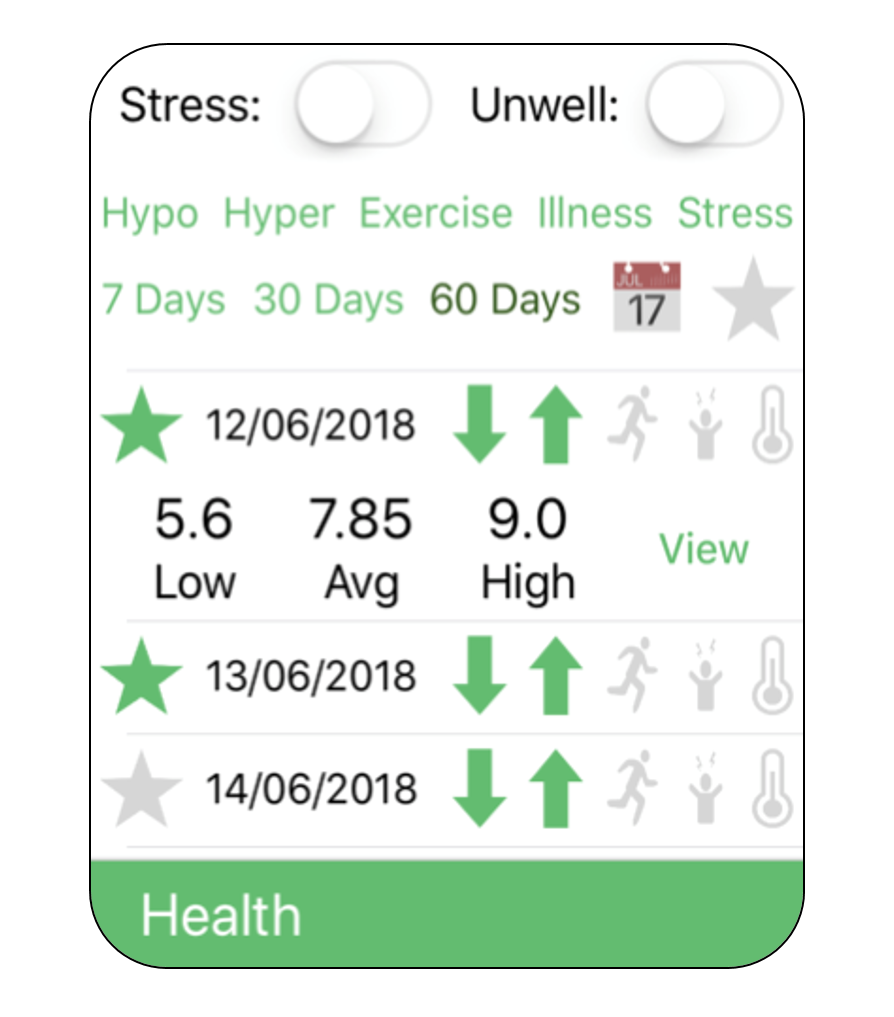 Stress: Unwell:
Hypo Hyper Exercise Illness Stress
7 Days 30 Days 60 Days JUL 17
12/06/2018
5.6 7.85 9.0
Low Avg High View
13/06/2018
14/06/2018
Health